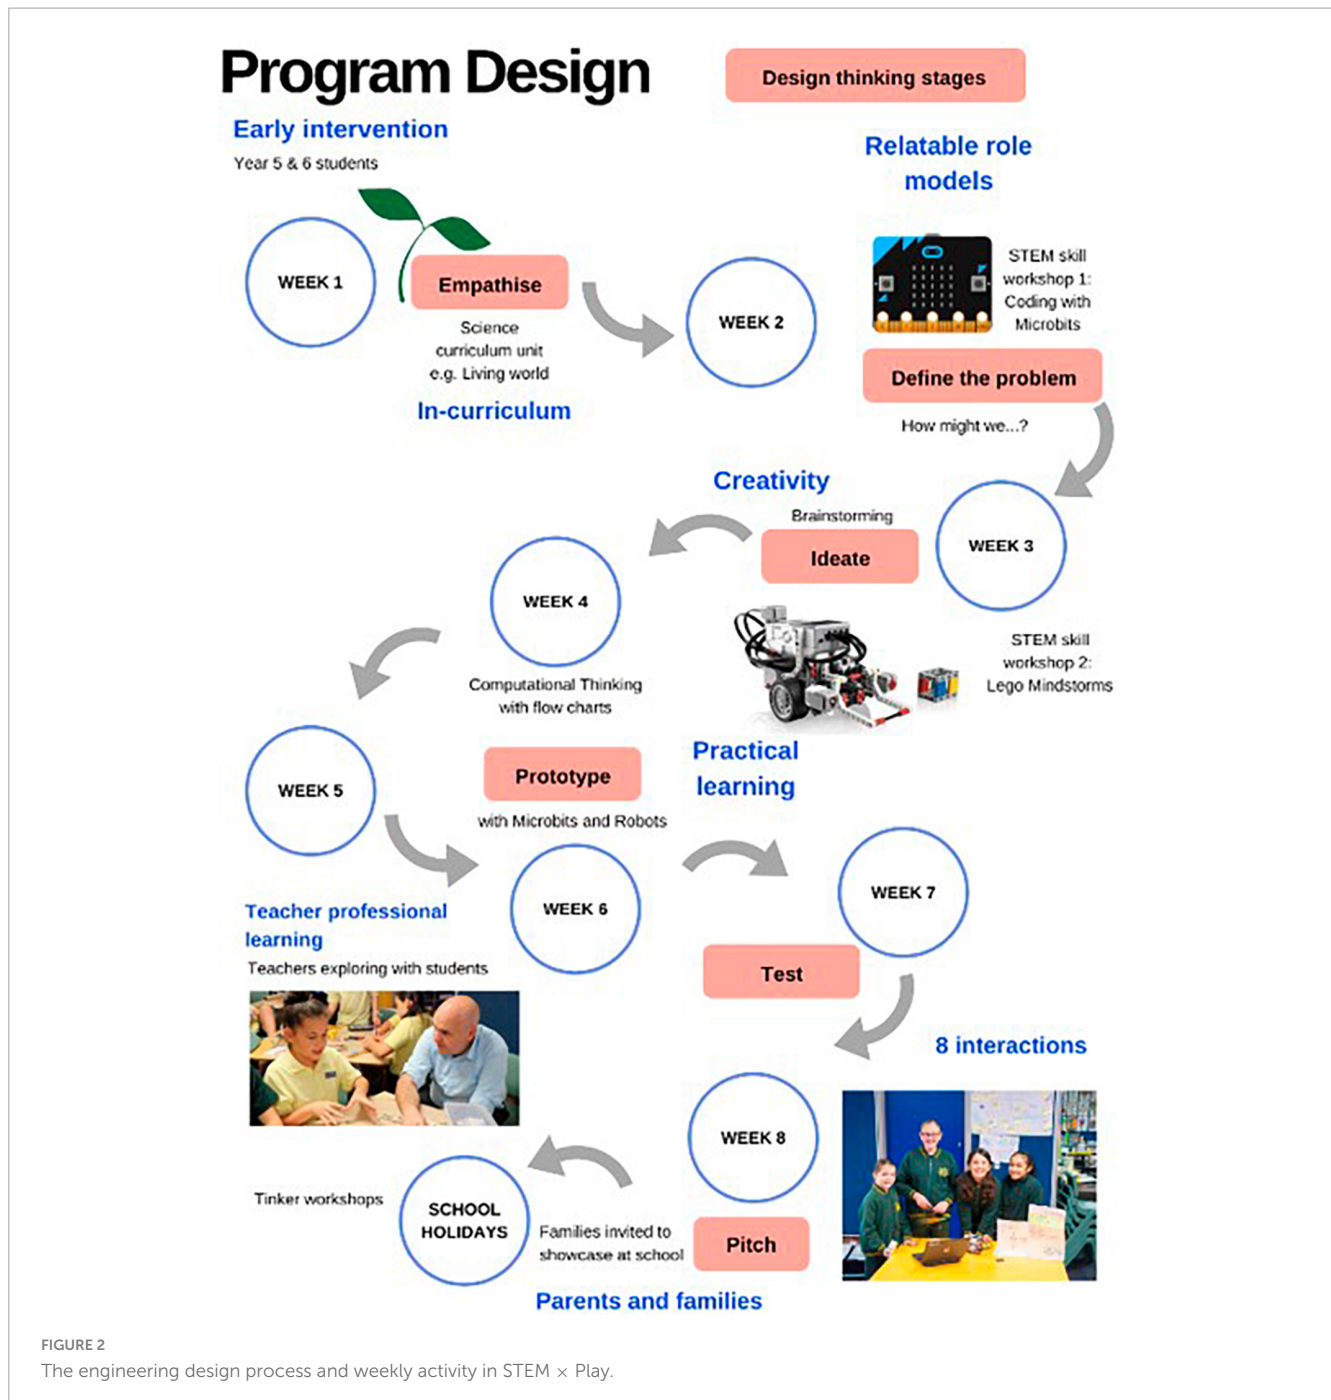 Program Design
Design thinking stages
Early intervention
Year 5 & 6 students
Relatable role
models
WEEK 1
Empathise
Science
curriculum unit
e.g. Living world
In-curriculum
WEEK 2
STEM skill
workshop 1:
Coding with
Microbits
Define the problem
How might we...?
Creativity
Brainstorming
Ideate
WEEK 3
STEM skill
workshop 2:
Lego Mindstorms
WEEK 4
Computational Thinking
with flow charts
WEEK 5
Prototype
with Microbits and Robots
Practical
learning
WEEK 6
WEEK 7
Teacher professional
learning
Teachers exploring with students
Test
8 interactions
WEEK 8
Pitch
Families invited to
showcase at school
Parents and families
SCHOOL
HOLIDAYS
Tinker workshops
FIGURE 2
The engineering design process and weekly activity in STEM × Play.